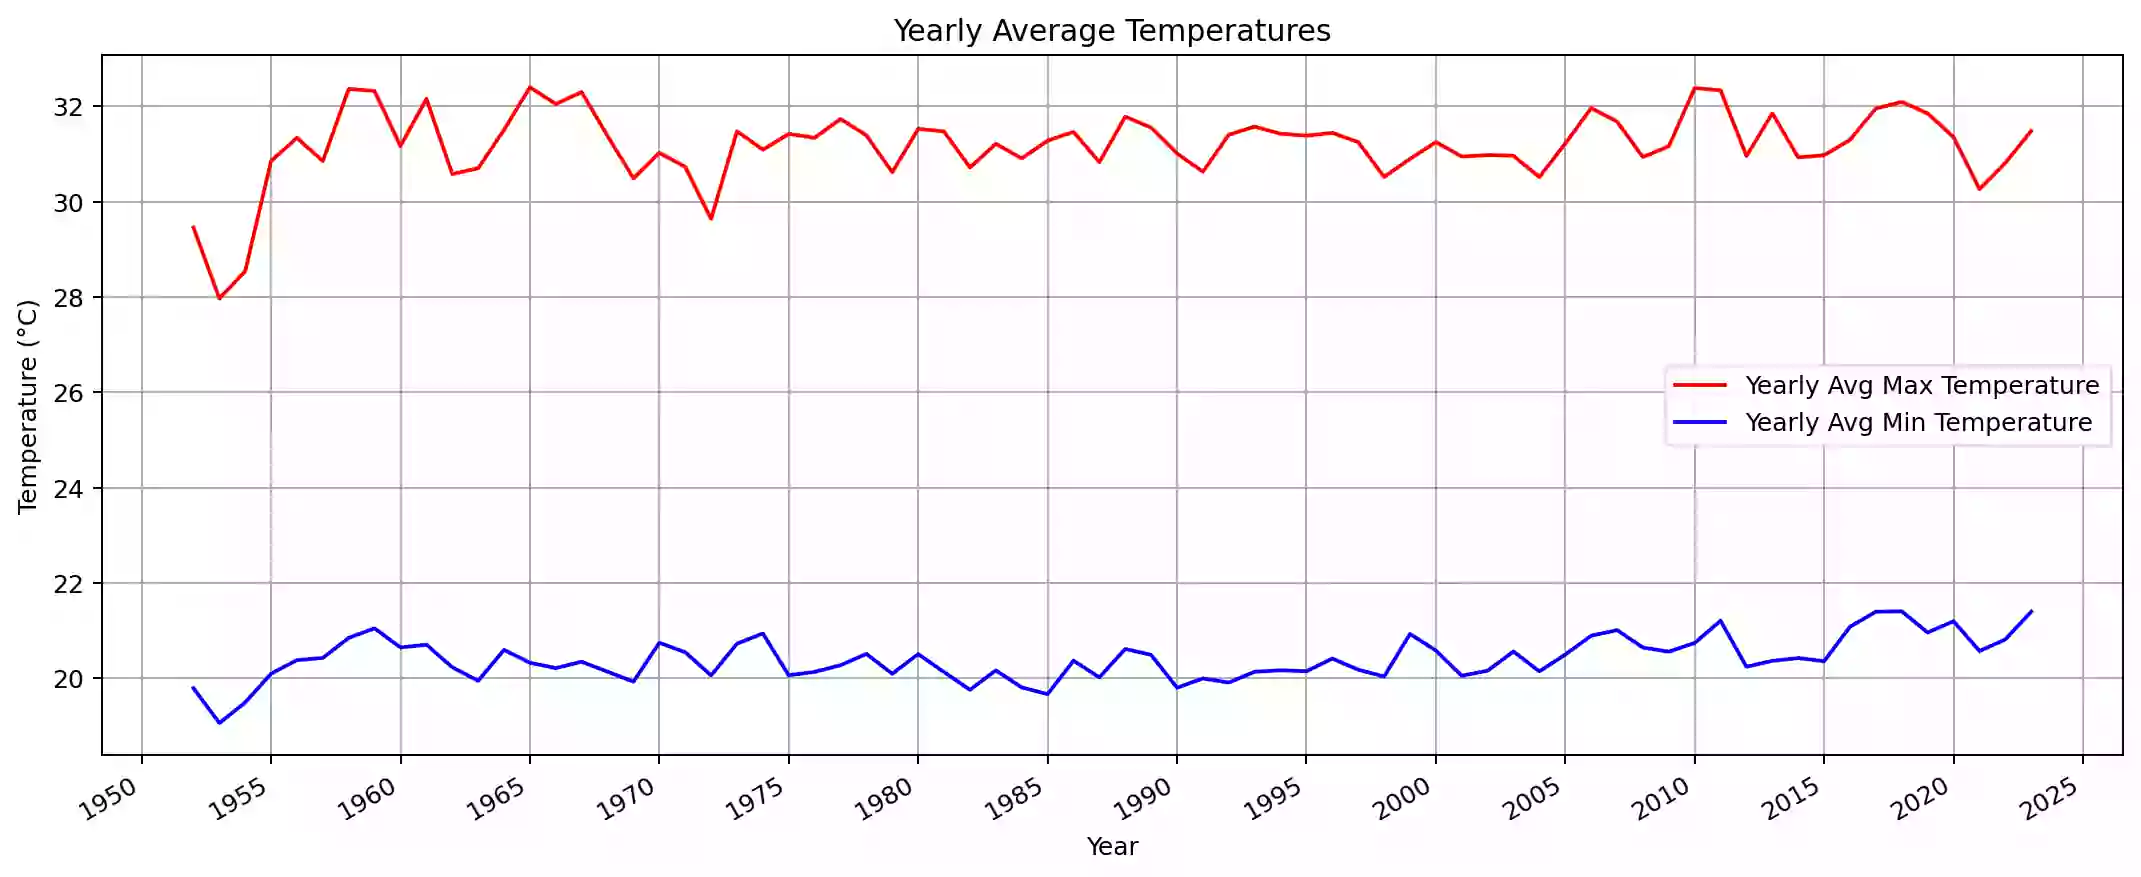 Yearly Average Temperatures
Temperature (°C)
32
30
28
26
24
22
20
Yearly Avg Max Temperature
Yearly Avg Min Temperature
1950 1955 1960 1965 1970 1975 1980 1985 1990 1995 2000 2005 2010 2015 2020 2025
Year